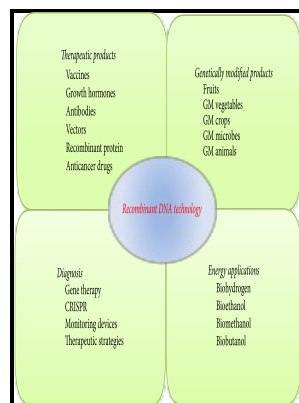 Therapeutic products
Vaccines
Growth hormones
Antibodies
Vectors
Recombinant protein
Anticancer drugs
Genetically modified products
Fruits
GM vegetables
GM crops
GM microbes
GM animals
Recombinant DNA technology
Diagnosis
Gene therapy
CRISPR
Monitoring devices
Therapeutic strategies
Energy applications
Biohydrogen
Bioethanol
Biomethanol
Biobutanol